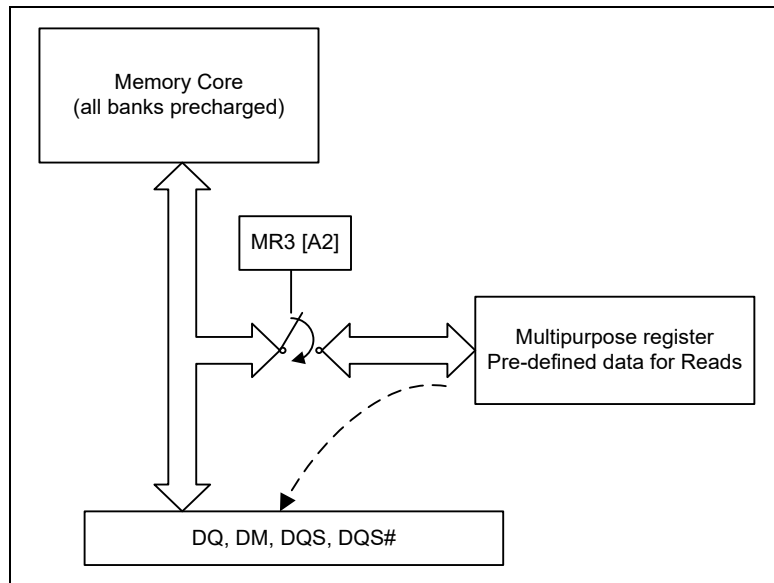 Memory Core
(all banks precharged)
MR3 [A2]
Multipurpose register
Pre-defined data for Reads
DQ, DM, DQS, DQS#